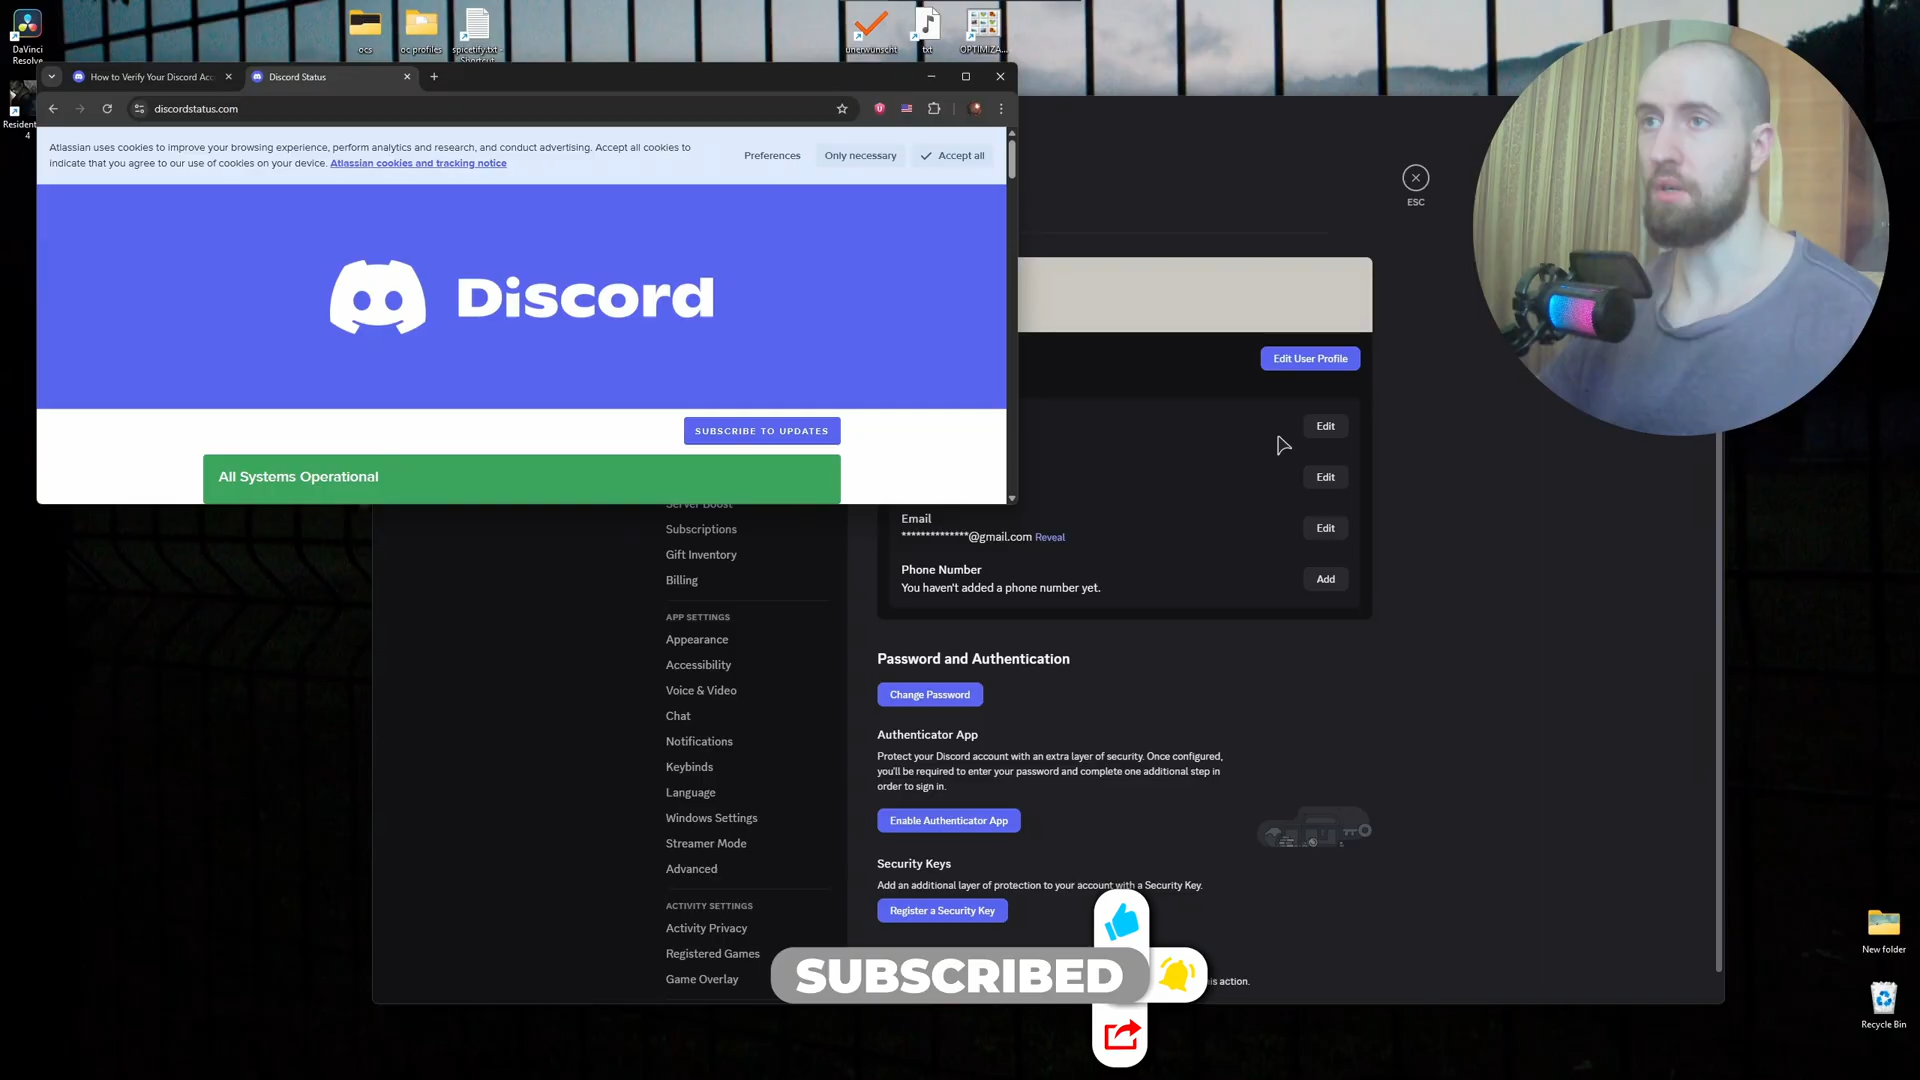 DaVinci
Resolve
ocs
oc profiles
spicetify.txt -
Shortcut
unerwunscht
txt
OPTIMIZA...
Resident
4
How to Verify Your Discord Acc
Discord Status
discordstatus.com
Atlassian uses cookies to improve your browsing experience, perform analytics and research, and conduct advertising. Accept all cookies to
indicate that you agree to our use of cookies on your device. Atlassian cookies and tracking notice
Preferences
Only necessary
Accept all
Discord
SUBSCRIBE TO UPDATES
All Systems Operational
ESC
Edit User Profile
Edit
Edit
Email
**************@gmail.com Reveal
Edit
Phone Number
You haven't added a phone number yet.
Add
Server Boost
Subscriptions
Gift Inventory
Billing
APP SETTINGS
Appearance
Accessibility
Voice & Video
Chat
Notifications
Keybinds
Language
Windows Settings
Streamer Mode
Advanced
ACTIVITY SETTINGS
Activity Privacy
Registered Games
Game Overlay
Password and Authentication
Change Password
Authenticator App
Protect your Discord account with an extra layer of security. Once configured,
you'll be required to enter your password and complete one additional step in
order to sign in.
Enable Authenticator App
Security Keys
Add an additional layer of protection to your account with a Security Key.
Register a Security Key
SUBSCRIBED
is action.
New folder
Recycle Bin